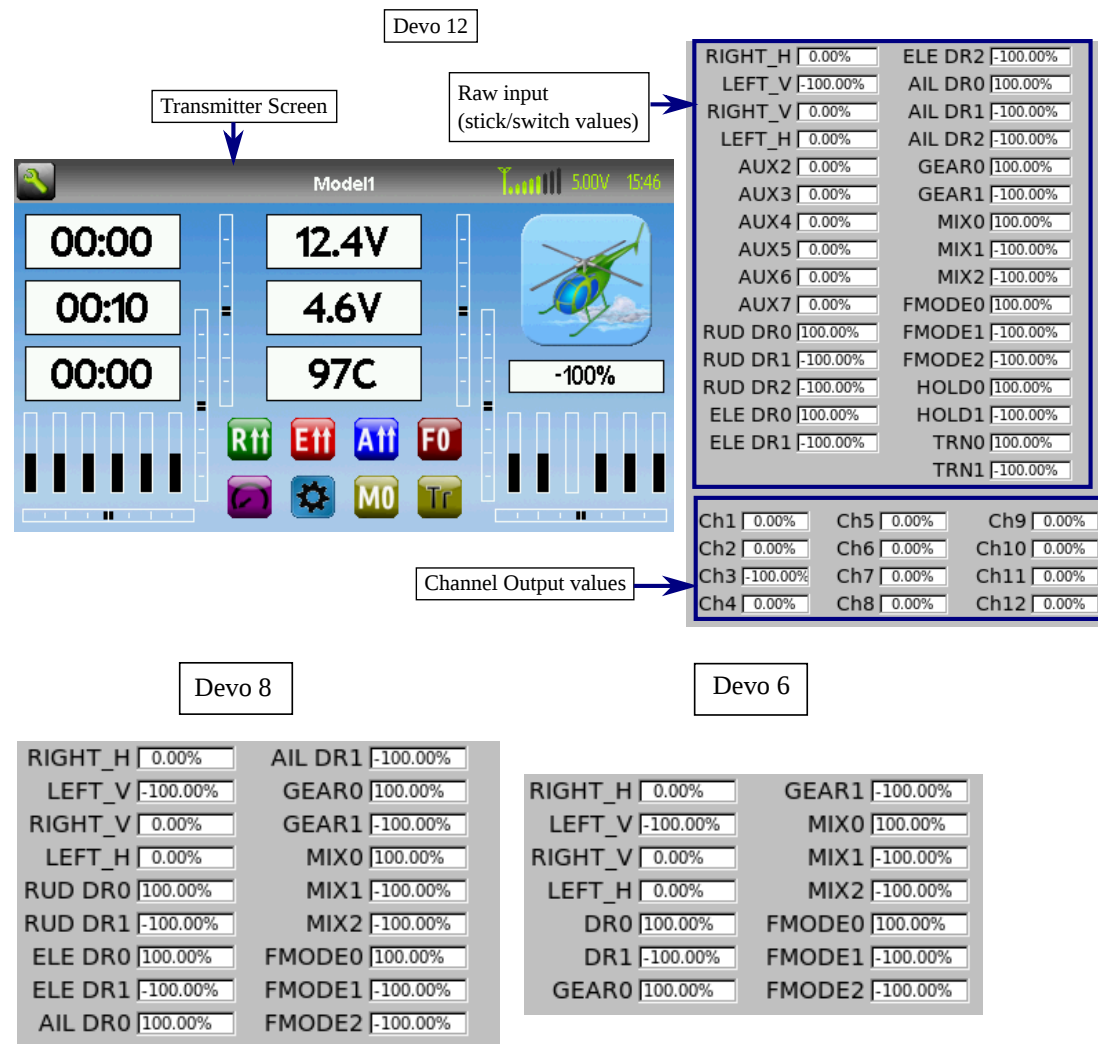 Devo 12
Transmitter Screen
Raw input
(stick/switch values)
Model1 5.00V 15:46
00:00 12.4V
00:10 4.6V
00:00 97C -100%
R E A F0
M0 Tr
RIGHT_H 0.00% ELE DR2 -100.00%
LEFT_V -100.00% AIL DR0 100.00%
RIGHT_V 0.00% AIL DR1 -100.00%
LEFT_H 0.00% AIL DR2 -100.00%
AUX2 0.00% GEAR0 100.00%
AUX3 0.00% GEAR1 -100.00%
AUX4 0.00% MIX0 100.00%
AUX5 0.00% MIX1 -100.00%
AUX6 0.00% MIX2 -100.00%
AUX7 0.00% FMODE0 100.00%
RUD DR0 100.00% FMODE1 -100.00%
RUD DR1 -100.00% FMODE2 -100.00%
RUD DR2 -100.00% HOLD0 100.00%
ELE DR0 100.00% HOLD1 -100.00%
ELE DR1 -100.00% TRN0 100.00%
TRN1 -100.00%
Channel Output values
Ch1 0.00% Ch5 0.00% Ch9 0.00%
Ch2 0.00% Ch6 0.00% Ch10 0.00%
Ch3 -100.00% Ch7 0.00% Ch11 0.00%
Ch4 0.00% Ch8 0.00% Ch12 0.00%
Devo 8
RIGHT_H 0.00% AIL DR1 -100.00%
LEFT_V -100.00% GEAR0 100.00%
RIGHT_V 0.00% GEAR1 -100.00%
LEFT_H 0.00% MIX0 100.00%
RUD DR0 100.00% MIX1 -100.00%
RUD DR1 -100.00% MIX2 -100.00%
ELE DR0 100.00% FMODE0 100.00%
ELE DR1 -100.00% FMODE1 -100.00%
AIL DR0 100.00% FMODE2 -100.00%
Devo 6
RIGHT_H 0.00% GEAR1 -100.00%
LEFT_V -100.00% MIX0 100.00%
RIGHT_V 0.00% MIX1 -100.00%
LEFT_H 0.00% MIX2 -100.00%
DR0 100.00% FMODE0 100.00%
DR1 -100.00% FMODE1 -100.00%
GEAR0 100.00% FMODE2 -100.00%